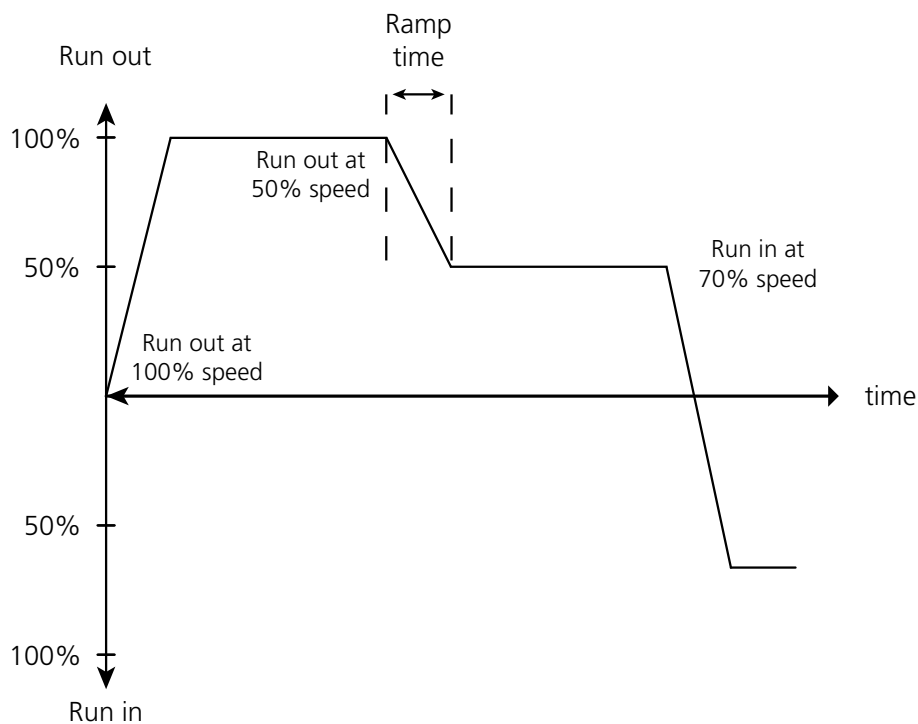 Ramp
time
Run out
100%
Run out at
50% speed
50%
Run in at
70% speed
Run out at
100% speed
time
50%
100%
Run in